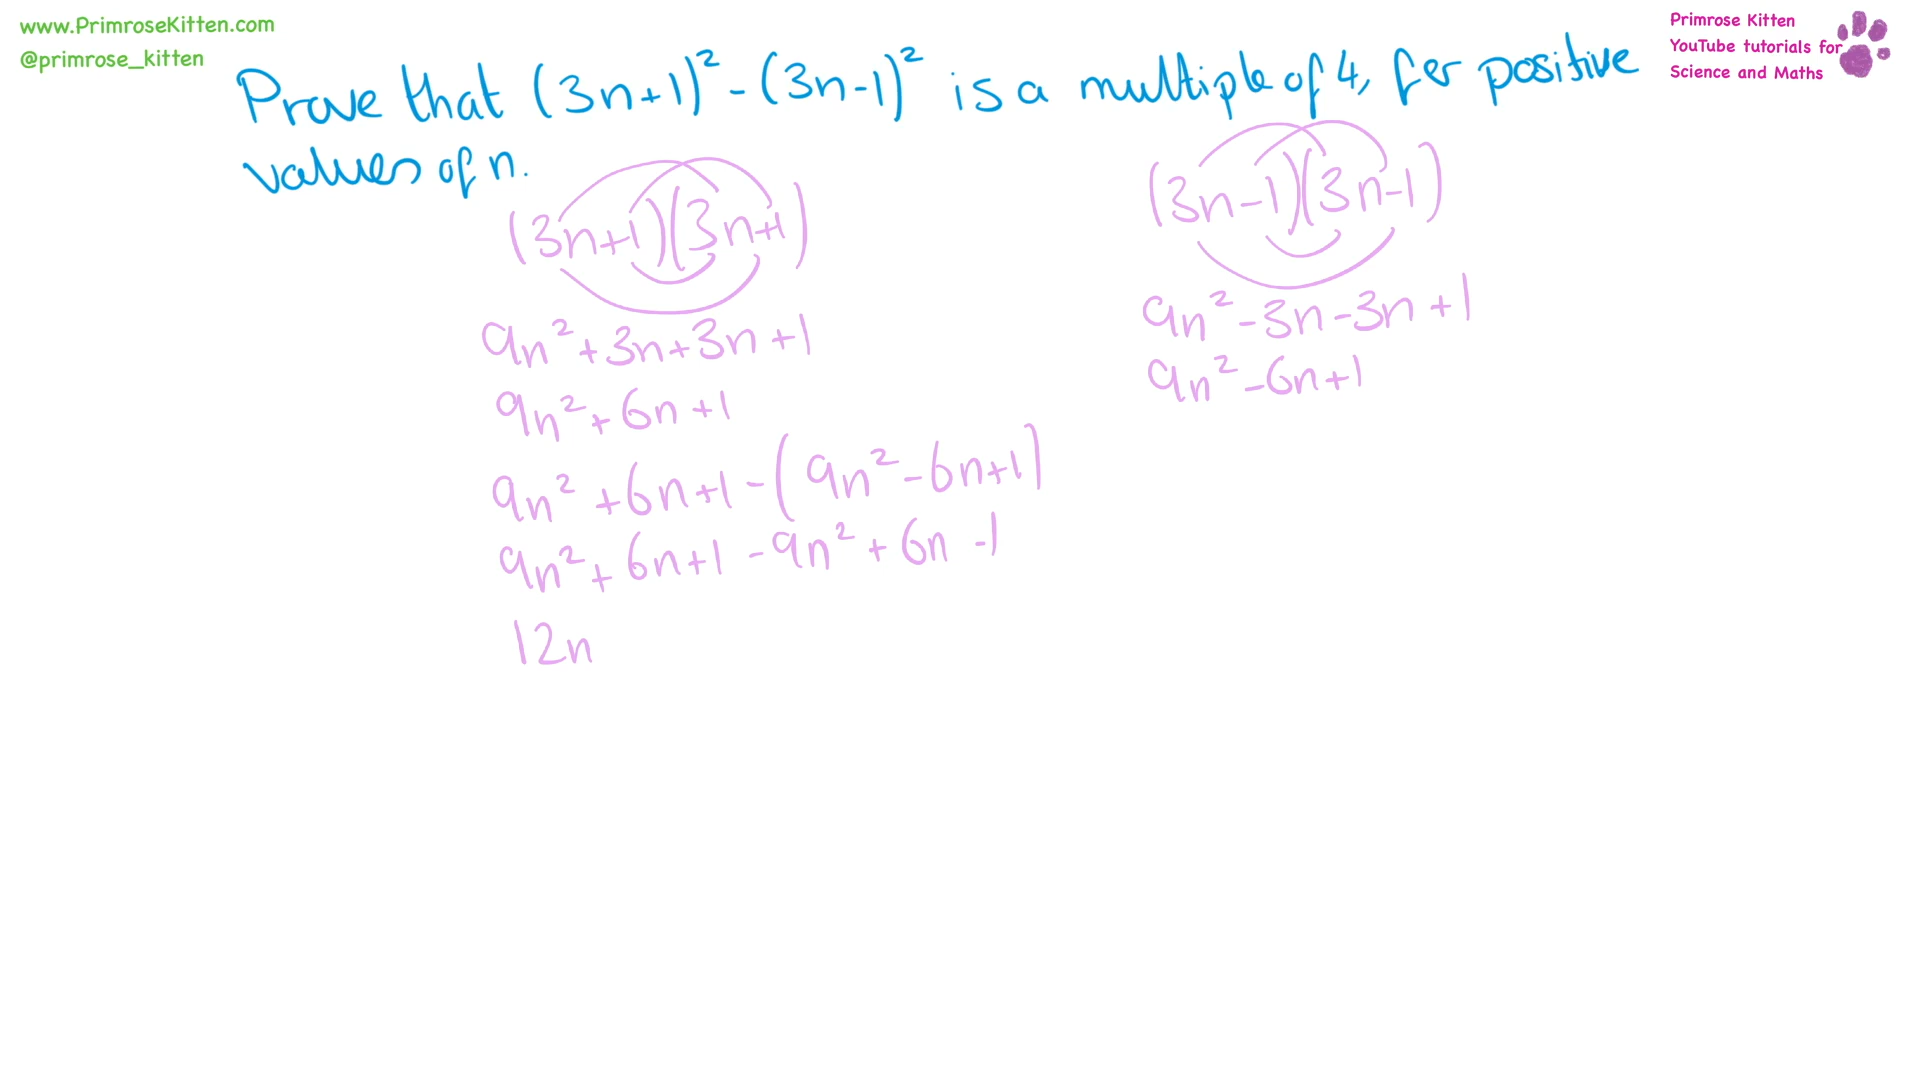 www.PrimroseKitten.com
@primrose_kitten
Primrose Kitten
YouTube tutorials for
Science and Maths
Prove that (3n+1)² - (3n-1)² is a multiple of 4, for positive
values of n.
(3n+1)(3n+1)
9n² + 3n + 3n + 1
9n² + 6n + 1
(3n-1)(3n-1)
9n² - 3n - 3n + 1
9n² - 6n + 1
9n² + 6n + 1 - (9n² - 6n + 1)
9n² + 6n + 1 - 9n² + 6n - 1
12n